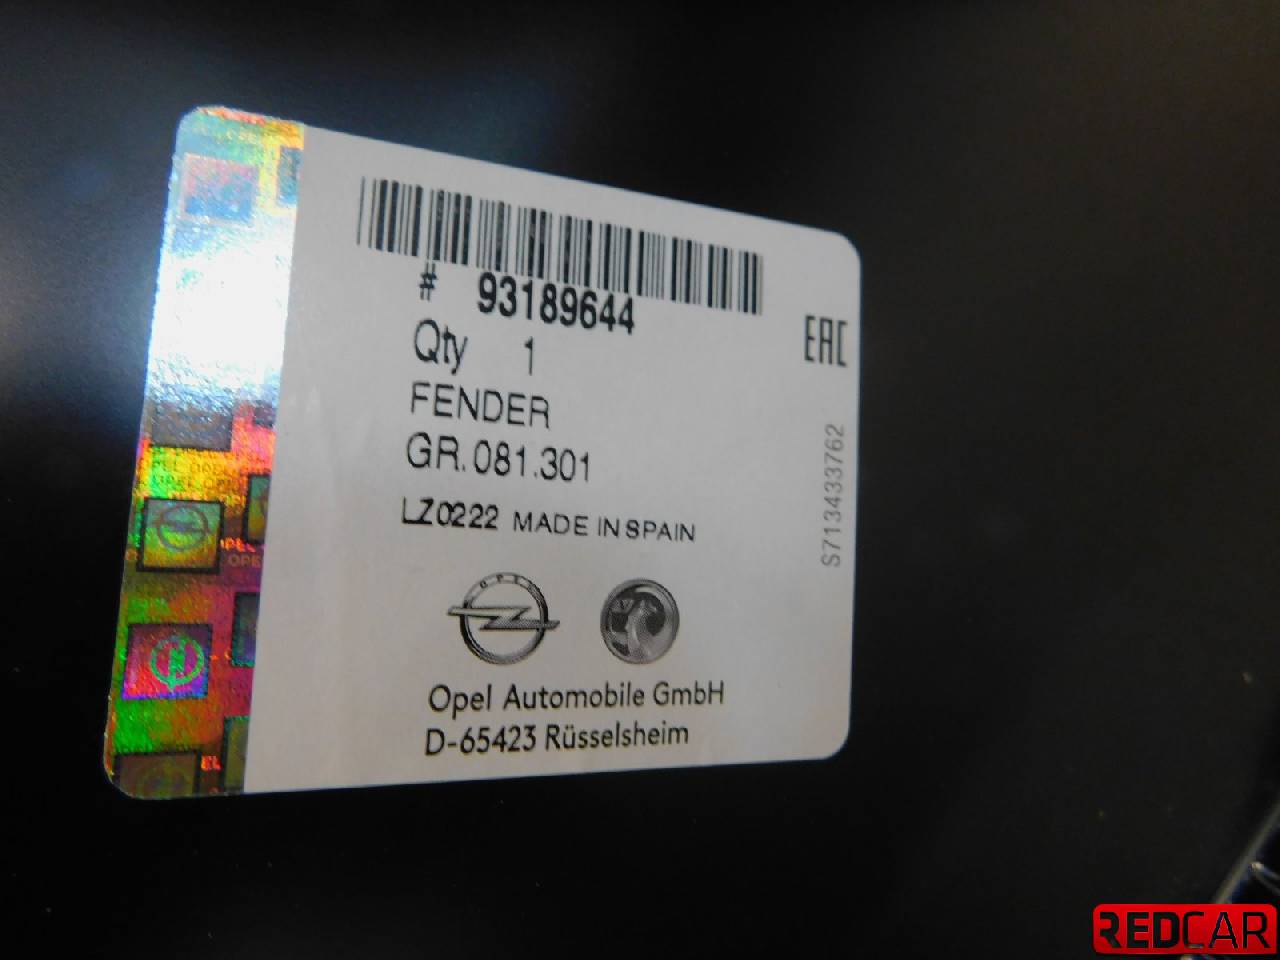 # 93189644
Qty 1
FENDER
GR.081.301
LZ0222 MADE IN SPAIN
EAC
S713433762
OPEL
Opel Automobile GmbH
D-65423 Rüsselsheim
REDCAR